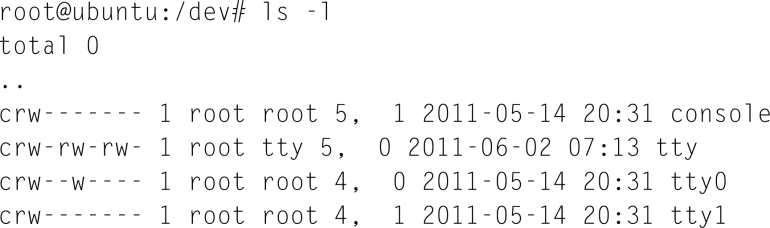 root@ubuntu:/dev# ls -l
total 0
..
crw------- 1 root root 5,  1 2011-05-14 20:31 console
crw-rw-rw- 1 root tty 5,  0 2011-06-02 07:13 tty
crw--w---- 1 root root 4,  0 2011-05-14 20:31 tty0
crw------- 1 root root 4,  1 2011-05-14 20:31 tty1